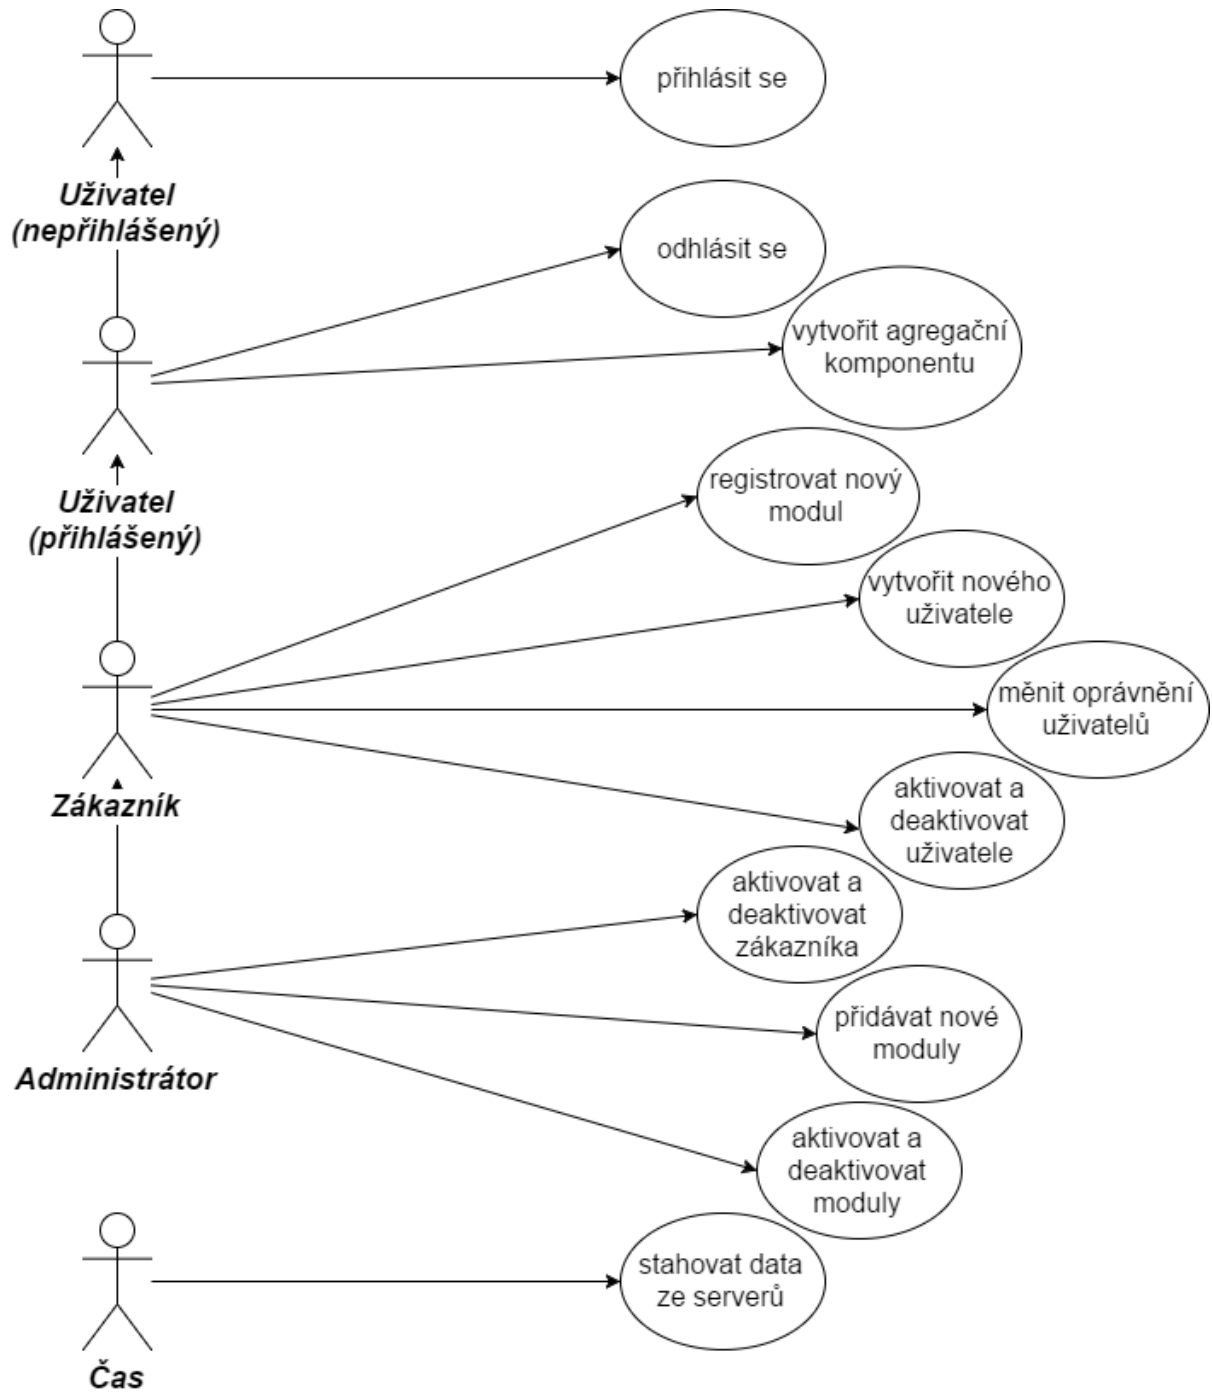 přihlásit se
Uživatel
(nepřihlášený)
odhlásit se
vytvořit agregační
komponentu
registrovat nový
modul
Uživatel
(přihlášený)
vytvořit nového
uživatele
měnit oprávnění
uživatelů
aktivovat a
deaktivovat
uživatele
Zákazník
aktivovat a
deaktivovat
zákazníka
přidávat nové
moduly
Administrátor
aktivovat a
deaktivovat
moduly
stahovat data
ze serverů
Čas